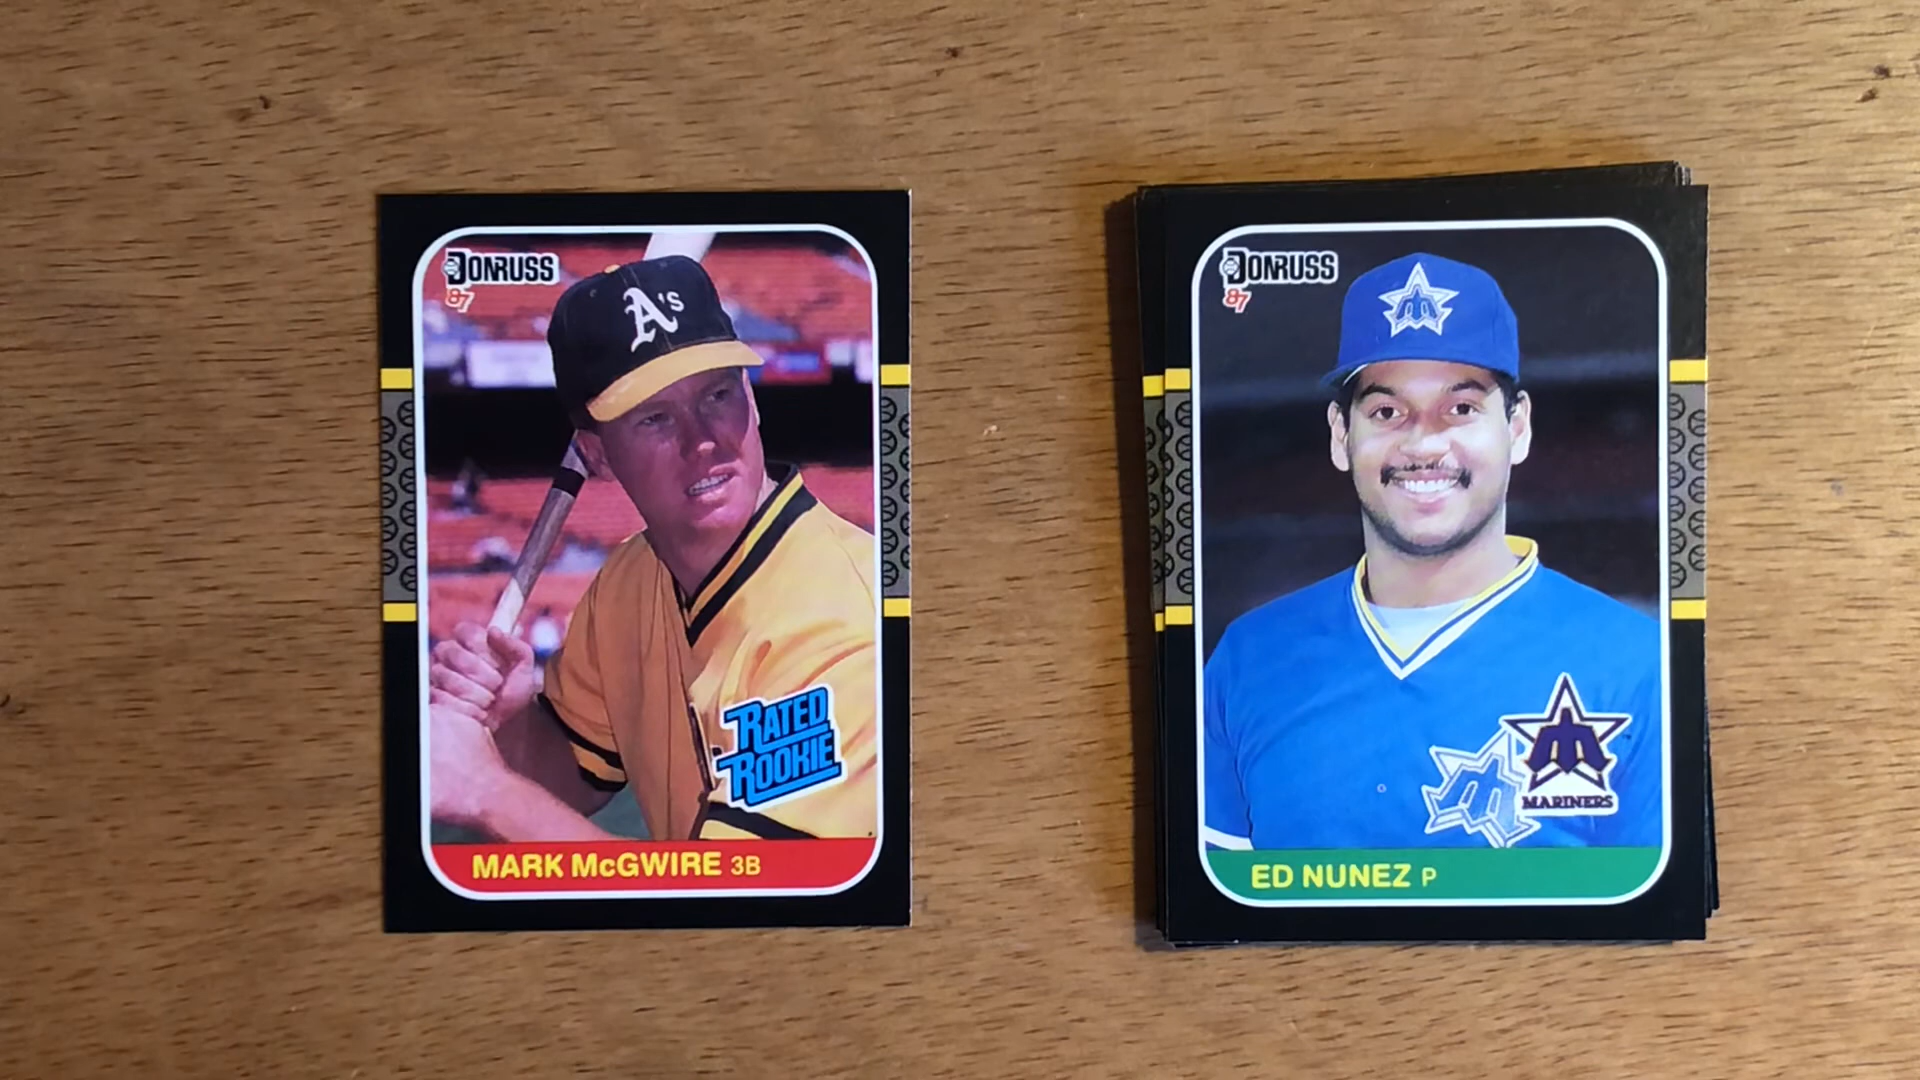 DONRUSS
87
A's
RATED
ROOKIE
MARK McGWIRE 3B
DONRUSS
87
MARINERS
ED NUNEZ P